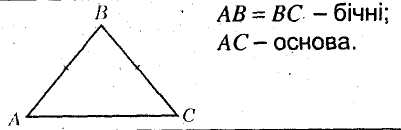 B
A
C
AB = BC – бічні;
AC – основа.